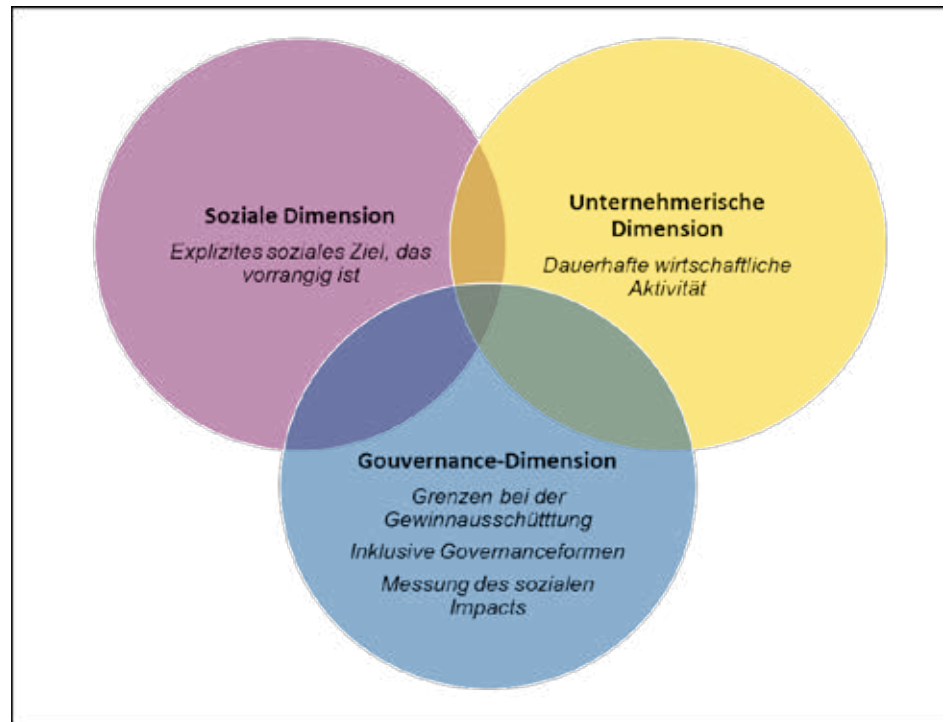 Soziale Dimension
Explizites soziales Ziel, das
vorrangig ist
Unternehmerische
Dimension
Dauerhafte wirtschaftliche
Aktivität
Gouvernance-Dimension
Grenzen bei der
Gewinnausschütttung
Inklusive Governanceformen
Messung des sozialen
Impacts